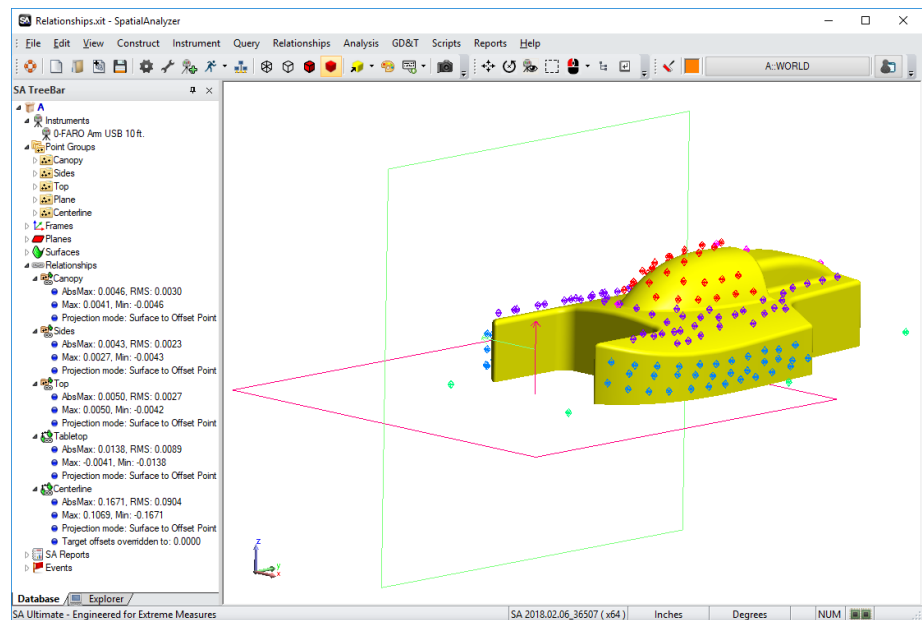 Relationships.xit - SpatialAnalyzer
File Edit View Construct Instrument Query Relationships Analysis GD&T Scripts Reports Help
A::WORLD
SA TreeBar
A
Instruments
0-FARO Arm USB 10 ft.
Point Groups
Canopy
Sides
Top
Plane
Centerline
Frames
Planes
Surfaces
Relationships
Canopy
AbsMax: 0.0046, RMS: 0.0030
Max: 0.0041, Min: -0.0046
Projection mode: Surface to Offset Point
Sides
AbsMax: 0.0043, RMS: 0.0023
Max: 0.0027, Min: -0.0043
Projection mode: Surface to Offset Point
Top
AbsMax: 0.0050, RMS: 0.0027
Max: 0.0050, Min: -0.0042
Projection mode: Surface to Offset Point
Tabletop
AbsMax: 0.0138, RMS: 0.0089
Max: -0.0041, Min: -0.0138
Projection mode: Surface to Offset Point
Centerline
AbsMax: 0.1671, RMS: 0.0904
Max: 0.1069, Min: -0.1671
Projection mode: Surface to Offset Point
Target offsets overridden to: 0.0000
SA Reports
Events
Z
Y
X
Database Explorer
SA Ultimate - Engineered for Extreme Measures SA 2018.02.06_36507 ( x64 ) Inches Degrees NUM